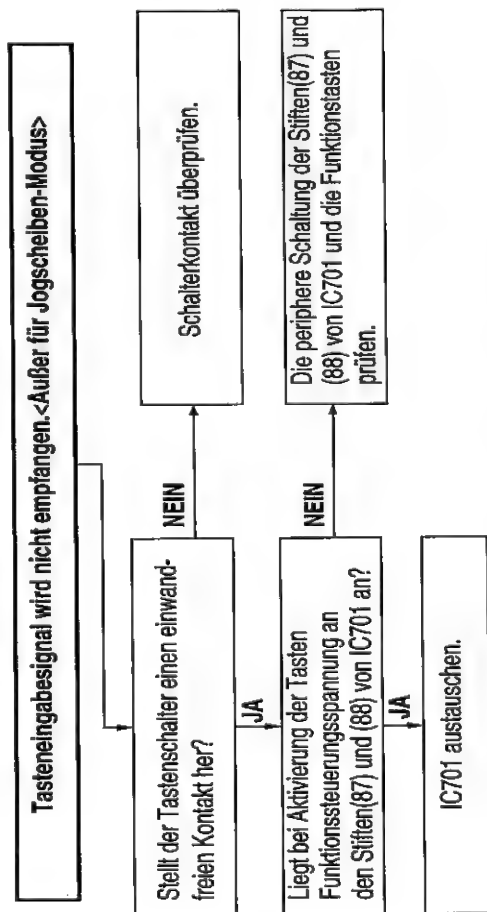 Tasteneingabesignal wird nicht empfangen.<Außer für Jogscheiben-Modus>
Stellt der Tastenschalter einen einwand-
freien Kontakt her?
NEIN
Schalterkontakt überprüfen.
JA
Liegt bei Aktivierung der Tasten
Funktionssteuerungsspannung an
den Stiften(87) und (88) von IC701 an?
NEIN
Die periphere Schaltung der Stiften(87) und
(88) von IC701 und die Funktionstasten
prüfen.
JA
IC701 austauschen.